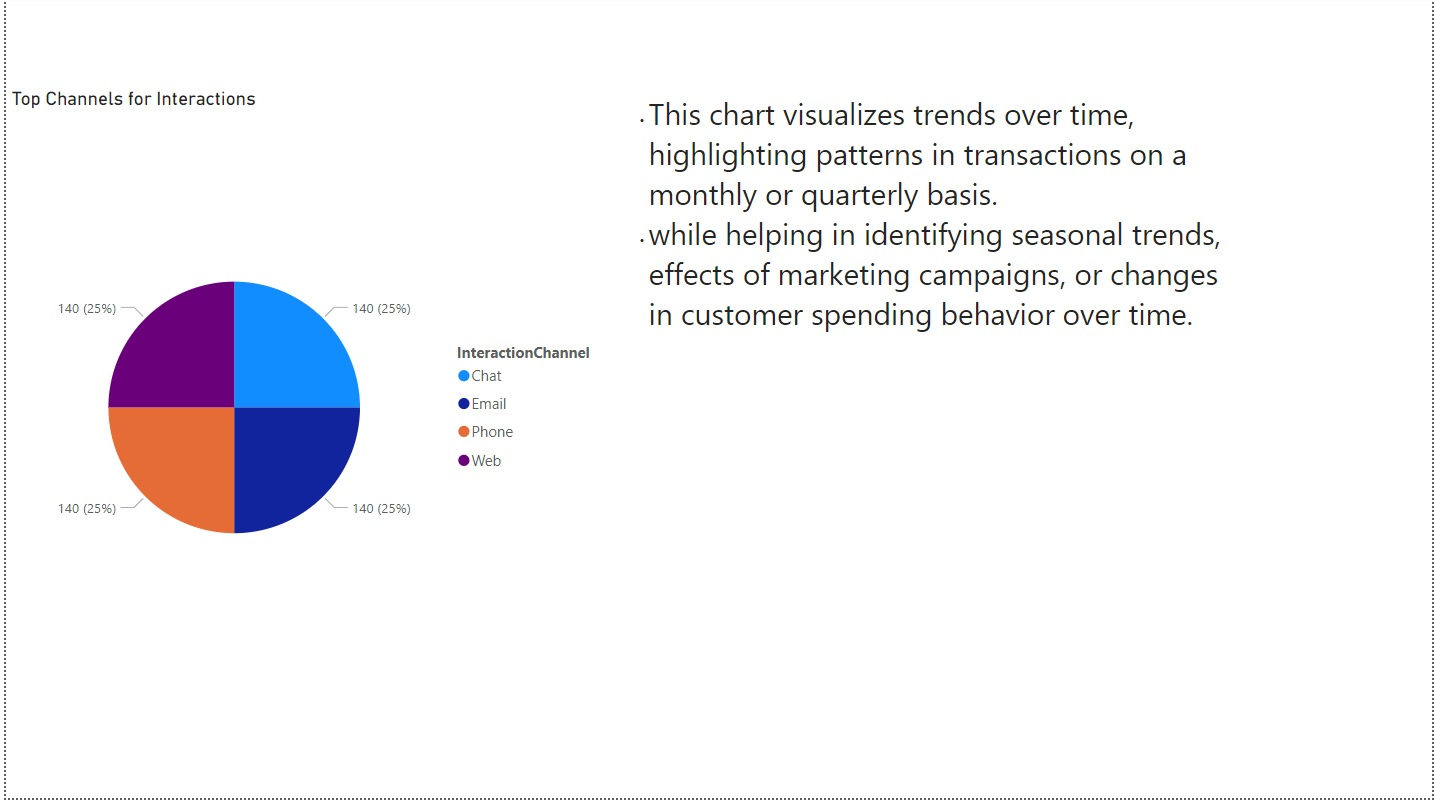 Top Channels for Interactions
140 (25%)
140 (25%)
140 (25%)
140 (25%)
InteractionChannel
Chat
Email
Phone
Web
. This chart visualizes trends over time,
highlighting patterns in transactions on a
monthly or quarterly basis.
. while helping in identifying seasonal trends,
effects of marketing campaigns, or changes
in customer spending behavior over time.